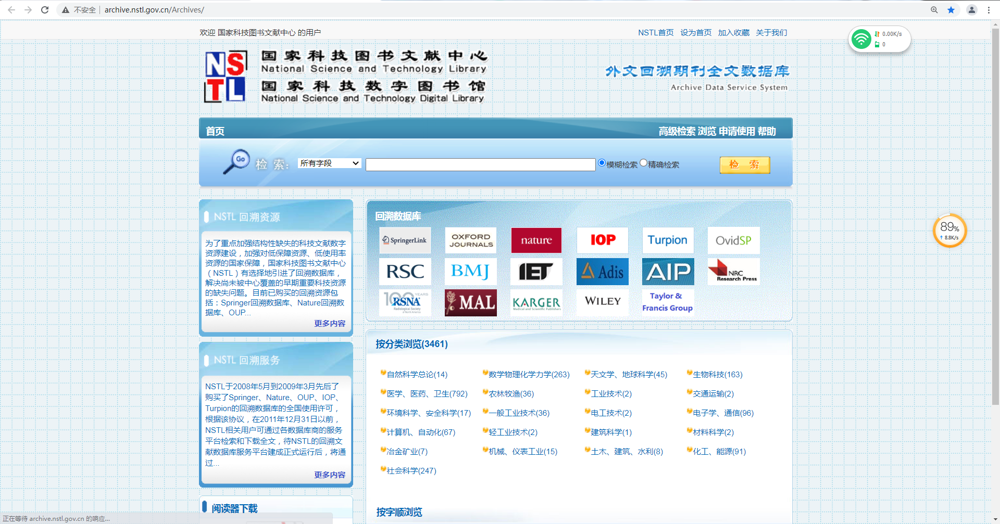 不安全 archive.nstl.gov.cn/Archives/
欢迎 国家科技图书文献中心 的用户
NSTL首页 设为首页 加入收藏 关于我们
0.00K/s
0
NSTL
国家科技图书文献中心
National Science and Technology Library
国家科技数字图书馆
National Science and Technology Digital Library
外文回溯期刊全文数据库
Archive Data Service System
首页
高级检索 浏览 申请使用 帮助
Go 检 索: 所有字段 模糊检索 精确检索 检 索
NSTL 回溯资源
为了重点加强结构性缺失的科技文献数字
资源建设，加强对低保障资源、低使用率
资源的国家保障，国家科技图书文献中心
（NSTL）有选择地引进了回溯数据库，
解决尚未被中心覆盖的早期重要科技资源
的缺失问题。目前已购买的回溯资源包
括：Springer回溯数据库、Nature回溯数
据库、OUP...
更多内容
NSTL 回溯服务
NSTL于2008年5月到2009年3月先后了
购买了Springer、Nature、OUP、IOP、
Turpion的回溯数据库的全国使用许可，
根据该协议，在2011年12月31日以前，
NSTL相关用户可通过各数据库商的服务
平台检索和下载全文，待NSTL的回溯文
献数据库服务平台建成正式运行后，将通
过...
更多内容
阅读器下载
回溯数据库
SpringerLink
OXFORD
JOURNALS
nature
IOP
Turpion
OvidSP
RSC
BMJ
IET
Adis
AIP
NRC
Research Press
100 YEARS
RSNA
Radiological Society
of North America
MAL
KARGER
Medical and Scientific Publishers
WILEY
Taylor &
Francis Group
按分类浏览(3461)
自然科学总论(14) 数学物理化学力学(263) 天文学、地球科学(45) 生物科技(163)
医学、医药、卫生(792) 农林牧渔(36) 工业技术(2) 交通运输(2)
环境科学、安全科学(17) 一般工业技术(36) 电工技术(2) 电子学、通信(96)
计算机、自动化(67) 轻工业技术(2) 建筑科学(1) 材料科学(2)
冶金矿业(7) 机械、仪表工业(15) 土木、建筑、水利(8) 化工、能源(91)
社会科学(247)
按字顺浏览
89%
↑ 8.8K/s
正在等待 archive.nstl.gov.cn 的响应...